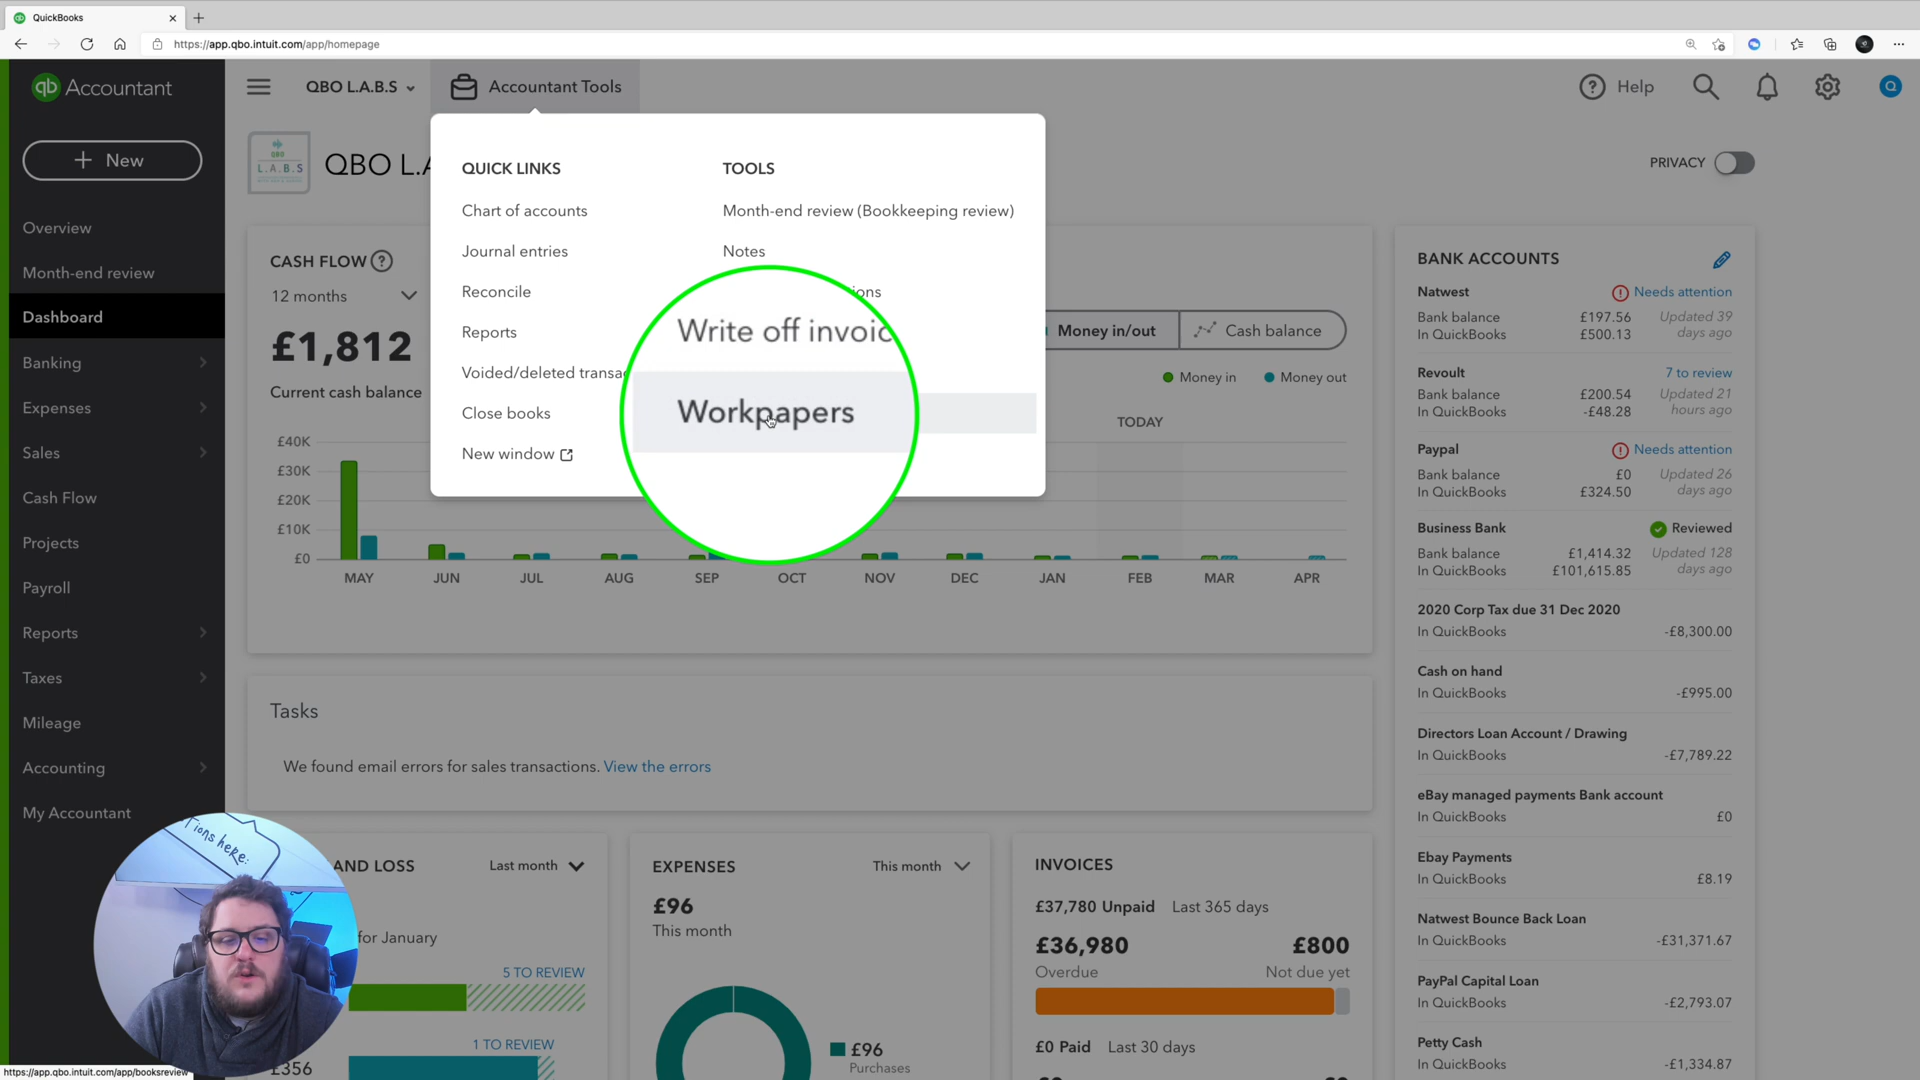 QuickBooks
https://app.qbo.intuit.com/app/homepage
qb Accountant
QBO L.A.B.S
Accountant Tools
Help
Q
New
QBO
L.A.B.S
QBO L.A
PRIVACY
Overview
Month-end review
Dashboard
Banking
Expenses
Sales
Cash Flow
Projects
Payroll
Reports
Taxes
Mileage
Accounting
My Accountant
QUICK LINKS
Chart of accounts
Journal entries
Reconcile
Reports
Voided/deleted transac
Close books
New window
TOOLS
Month-end review (Bookkeeping review)
Notes
ions
Write off invoic
Workpapers
CASH FLOW
12 months
£1,812
Current cash balance
Money in/out
Cash balance
Money in
Money out
TODAY
£40K
£30K
£20K
£10K
£0
MAY JUN JUL AUG SEP OCT NOV DEC JAN FEB MAR APR
Tasks
We found email errors for sales transactions. View the errors
tions here:
AND LOSS
Last month
for January
5 TO REVIEW
1 TO REVIEW
£356
EXPENSES
This month
£96
This month
£96
Purchases
INVOICES
£37,780 Unpaid Last 365 days
£36,980 £800
Overdue Not due yet
£0 Paid Last 30 days
BANK ACCOUNTS
Natwest Needs attention
Bank balance £197.56 Updated 39
In QuickBooks £500.13 days ago
Revoult 7 to review
Bank balance £200.54 Updated 21
In QuickBooks -£48.28 hours ago
Paypal Needs attention
Bank balance £0 Updated 26
In QuickBooks £324.50 days ago
Business Bank Reviewed
Bank balance £1,414.32 Updated 128
In QuickBooks £101,615.85 days ago
2020 Corp Tax due 31 Dec 2020
In QuickBooks -£8,300.00
Cash on hand
In QuickBooks -£995.00
Directors Loan Account / Drawing
In QuickBooks -£7,789.22
eBay managed payments Bank account
In QuickBooks £0
Ebay Payments
In QuickBooks £8.19
Natwest Bounce Back Loan
In QuickBooks -£31,371.67
PayPal Capital Loan
In QuickBooks -£2,793.07
Petty Cash
In QuickBooks -£1,334.87
https://app.qbo.intuit.com/app/booksreview